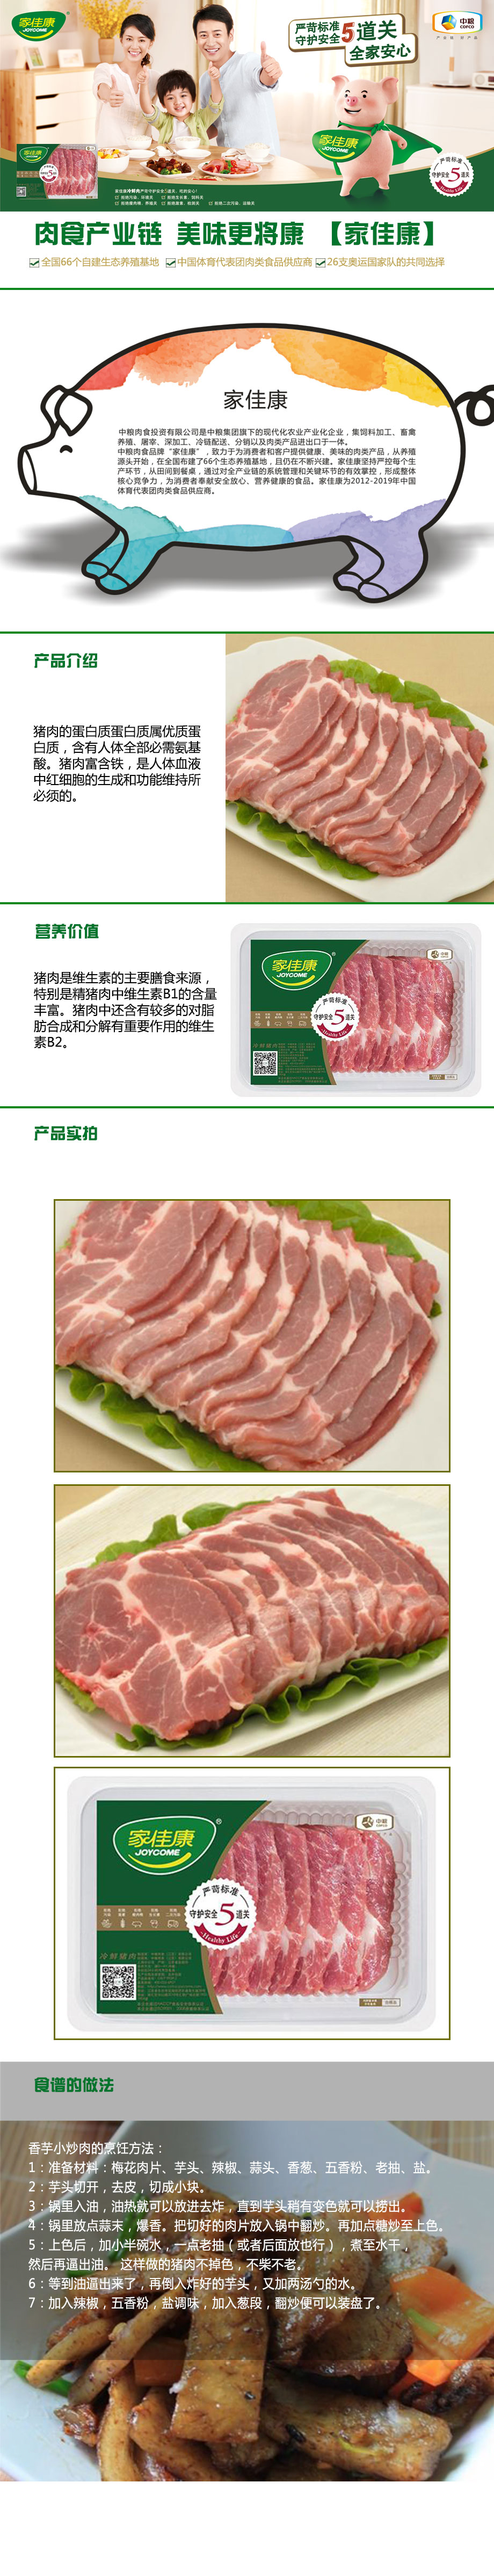 家佳康
JOYCOME
严苛标准
守护安全5道关
全家安心
中粮
COFCO
家佳康
JOYCOME
严苛标准
守护安全5道关
Healthy Life
肉食产业链 美味更将康 【家佳康】
全国66个自建生态养殖基地 中国体育代表团肉类食品供应商 26支奥运国家队的共同选择
家佳康
中粮肉食投资有限公司是中粮集团旗下的现代化农业产业化企业，集饲料加工、畜禽
养殖、屠宰、深加工、冷链配送、分销以及肉类产品进出口于一体。
中粮肉食品牌“家佳康”，致力于为消费者和客户提供健康、美味的肉类产品，从养殖
源头开始，在全国布建了66个生态养殖基地，且仍在不断兴建。家佳康坚持严控每个生
产环节，从田间到餐桌，通过对全产业链的系统管理和关键环节的有效掌控，形成整体
核心竞争力，为消费者奉献安全放心、营养健康的食品。家佳康为2012-2019年中国
体育代表团肉类食品供应商。
产品介绍
猪肉的蛋白质蛋白质属优质蛋
白质，含有人体全部必需氨基
酸。猪肉富含铁，是人体血液
中红细胞的生成和功能维持所
必须的。
营养价值
猪肉是维生素的主要膳食来源，
特别是精猪肉中维生素B1的含量
丰富。猪肉中还含有较多的对脂
肪合成和分解有重要作用的维生
素B2。
家佳康
JOYCOME
中粮
严苛标准
守护安全5道关
Healthy Life
冷鲜猪肉
产品实拍
家佳康
JOYCOME
中粮
COFCO
严苛标准
守护安全5道关
Healthy Life
冷鲜猪肉
食谱的做法
香芋小炒肉的烹饪方法：
1：准备材料：梅花肉片、芋头、辣椒、蒜头、香葱、五香粉、老抽、盐。
2：芋头切开，去皮，切成小块。
3：锅里入油，油热就可以放进去炸，直到芋头稍有变色就可以捞出。
4：锅里放点蒜末，爆香。把切好的肉片放入锅中翻炒。再加点糖炒至上色。
5：上色后，加小半碗水，一点老抽（或者后面放也行），煮至水干，
然后再逼出油。 这样做的猪肉不掉色，不柴不老。
6：等到油逼出来了，再倒入炸好的芋头，又加两汤勺的水。
7：加入辣椒，五香粉，盐调味，加入葱段，翻炒便可以装盘了。